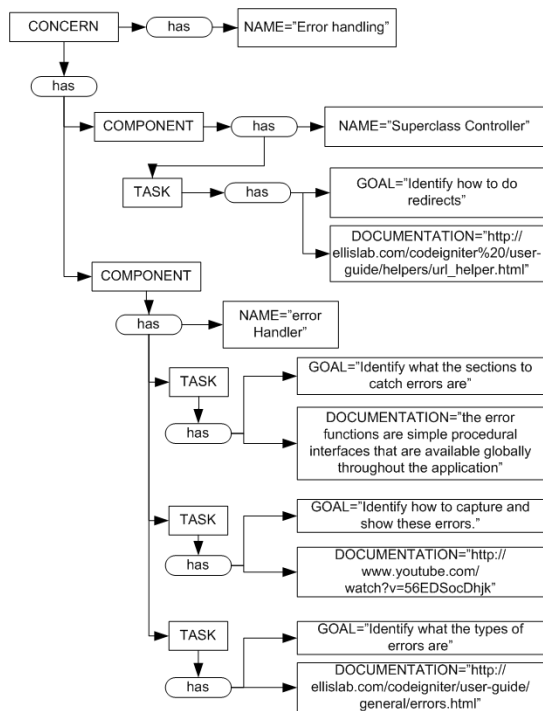 CONCERN
has
NAME="Error handling"
has
COMPONENT
has
NAME="Superclass Controller"
TASK
has
GOAL="Identify how to do
redirects"
DOCUMENTATION="http://
ellislab.com/codeigniter%20/user-
guide/helpers/url_helper.html"
COMPONENT
has
NAME="error
Handler"
TASK
has
GOAL="Identify what the sections to
catch errors are"
DOCUMENTATION="the error
functions are simple procedural
interfaces that are available globally
throughout the application"
TASK
has
GOAL="Identify how to capture and
show these errors."
DOCUMENTATION="http://
www.youtube.com/
watch?v=56EDSocDhjk"
TASK
has
GOAL="Identify what the types of
errors are"
DOCUMENTATION="http://
ellislab.com/codeigniter/user-guide/
general/errors.html"